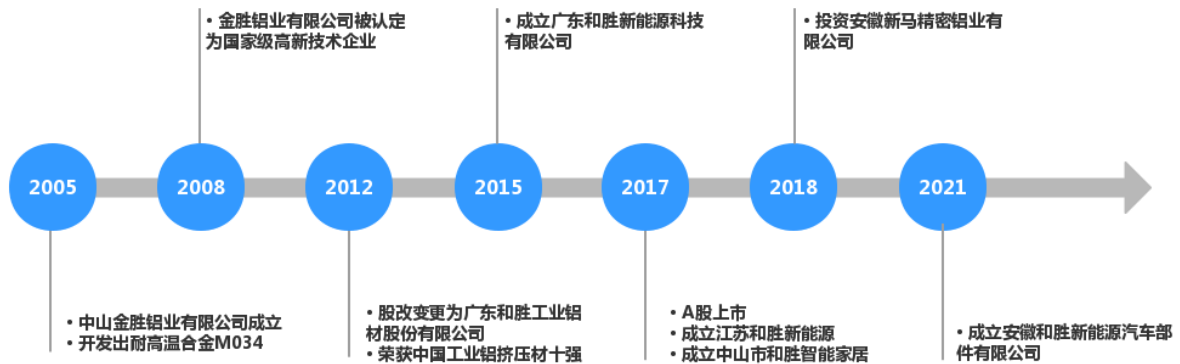 • 金胜铝业有限公司被认定
为国家级高新技术企业
• 成立广东和胜新能源科技
有限公司
• 投资安徽新马精密铝业有
限公司
2005
2008
2012
2015
2017
2018
2021
• 中山金胜铝业有限公司成立
• 开发出耐高温合金M034
• 股改变更为广东和胜工业铝
材股份有限公司
• 荣获中国工业铝挤压材十强
• A股上市
• 成立江苏和胜新能源
• 成立中山市和胜智能家居
• 成立安徽和胜新能源汽车部
件有限公司